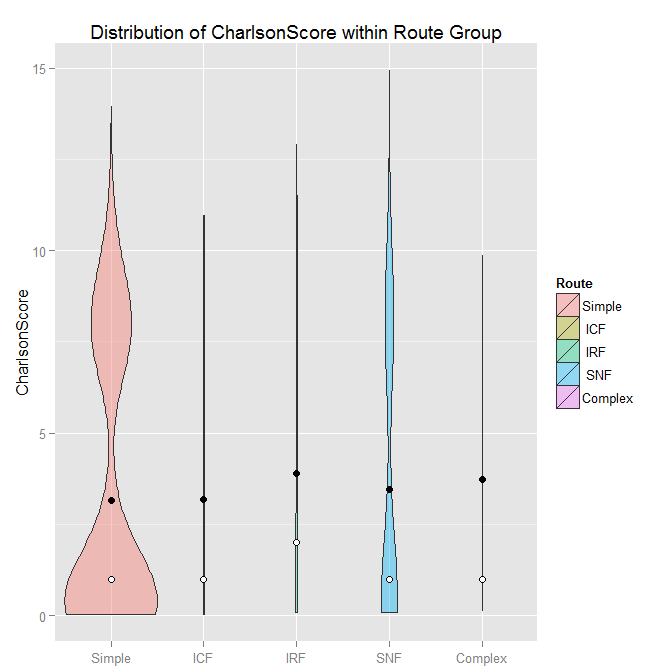 Distribution of CharlsonScore within Route Group
15
10
5
0
CharlsonScore
Simple
ICF
IRF
SNF
Complex
Route
Simple
ICF
IRF
SNF
Complex